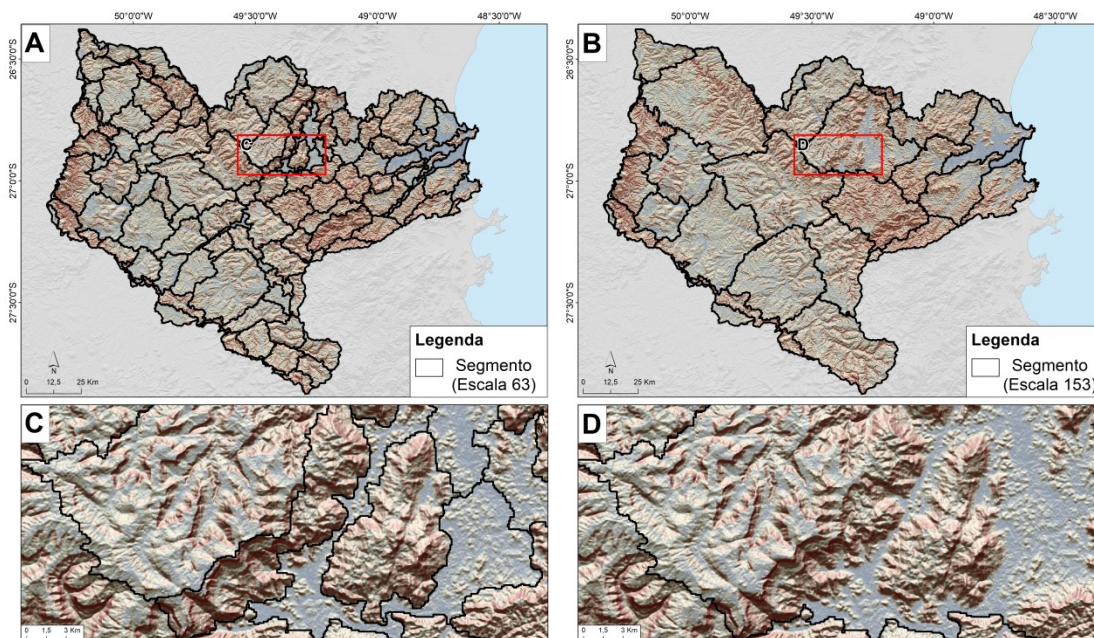 50°0'0"O 49°30'0"O 49°0'0"O 48°30'0"O
50°0'0"O 49°30'0"O 49°0'0"O 48°30'0"O
A
B
26°30'0"S
27°0'0"S
27°30'0"S
26°30'0"S
27°0'0"S
27°30'0"S
C
D
Legenda
Segmento
(Escala 63)
N
0 12,5 25 Km
Legenda
Segmento
(Escala 153)
N
0 12,5 25 Km
C
0 1,5 3 Km
D
0 1,5 3 Km